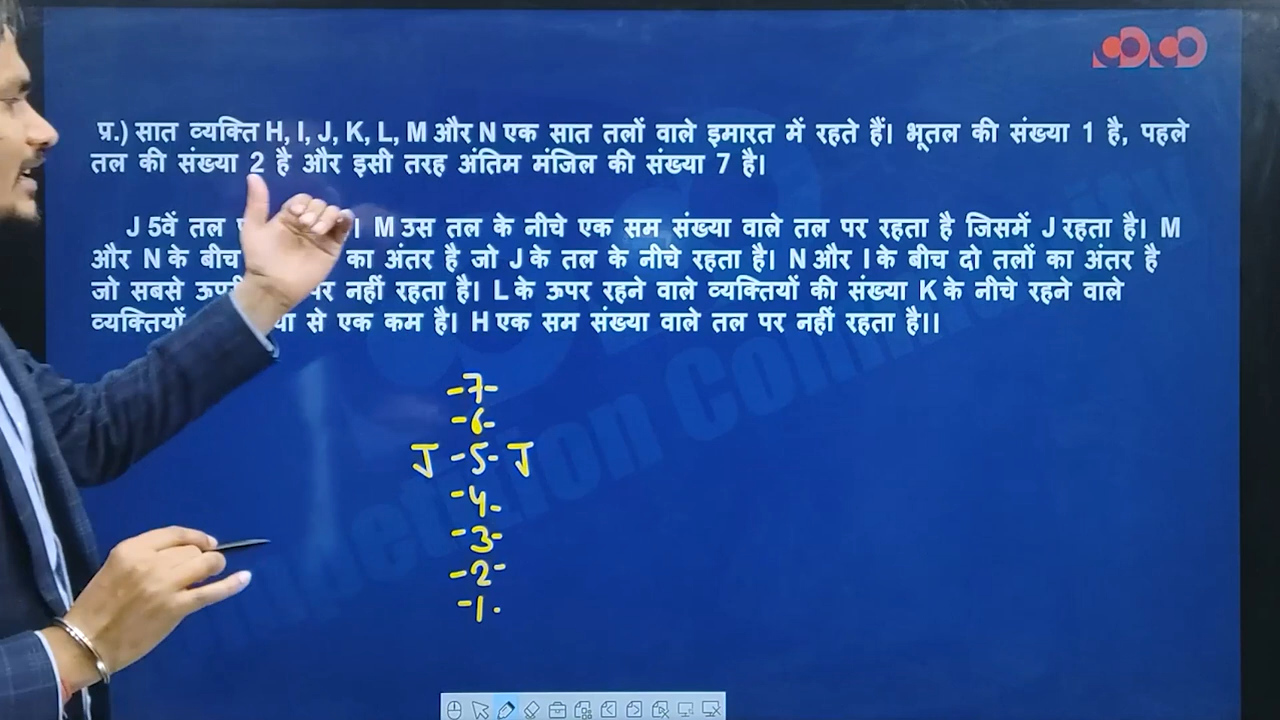 प्र.) सात व्यक्ति H, I, J, K, L, M और N एक सात तलों वाले इमारत में रहते हैं। भूतल की संख्या 1 है, पहले
तल की संख्या 2 है और इसी तरह अंतिम मंजिल की संख्या 7 है।
J 5वें तल । M उस तल के नीचे एक सम संख्या वाले तल पर रहता है जिसमें J रहता है। M
और N के बीच का अंतर है जो J के तल के नीचे रहता है। N और I के बीच दो तलों का अंतर है
जो सबसे पर नहीं रहता है। L के ऊपर रहने वाले व्यक्तियों की संख्या K के नीचे रहने वाले
व्यक्तियों से एक कम है। H एक सम संख्या वाले तल पर नहीं रहता है।।
-7-
-6-
J -5- J
-4-
-3-
-2-
-1-